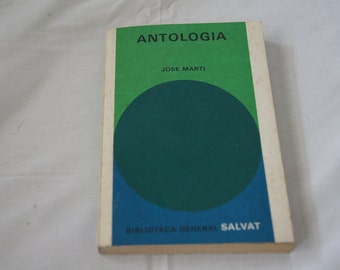 ANTOLOGIA
JOSE MARTI
BIBLIOTECA GENERAL SALVAT